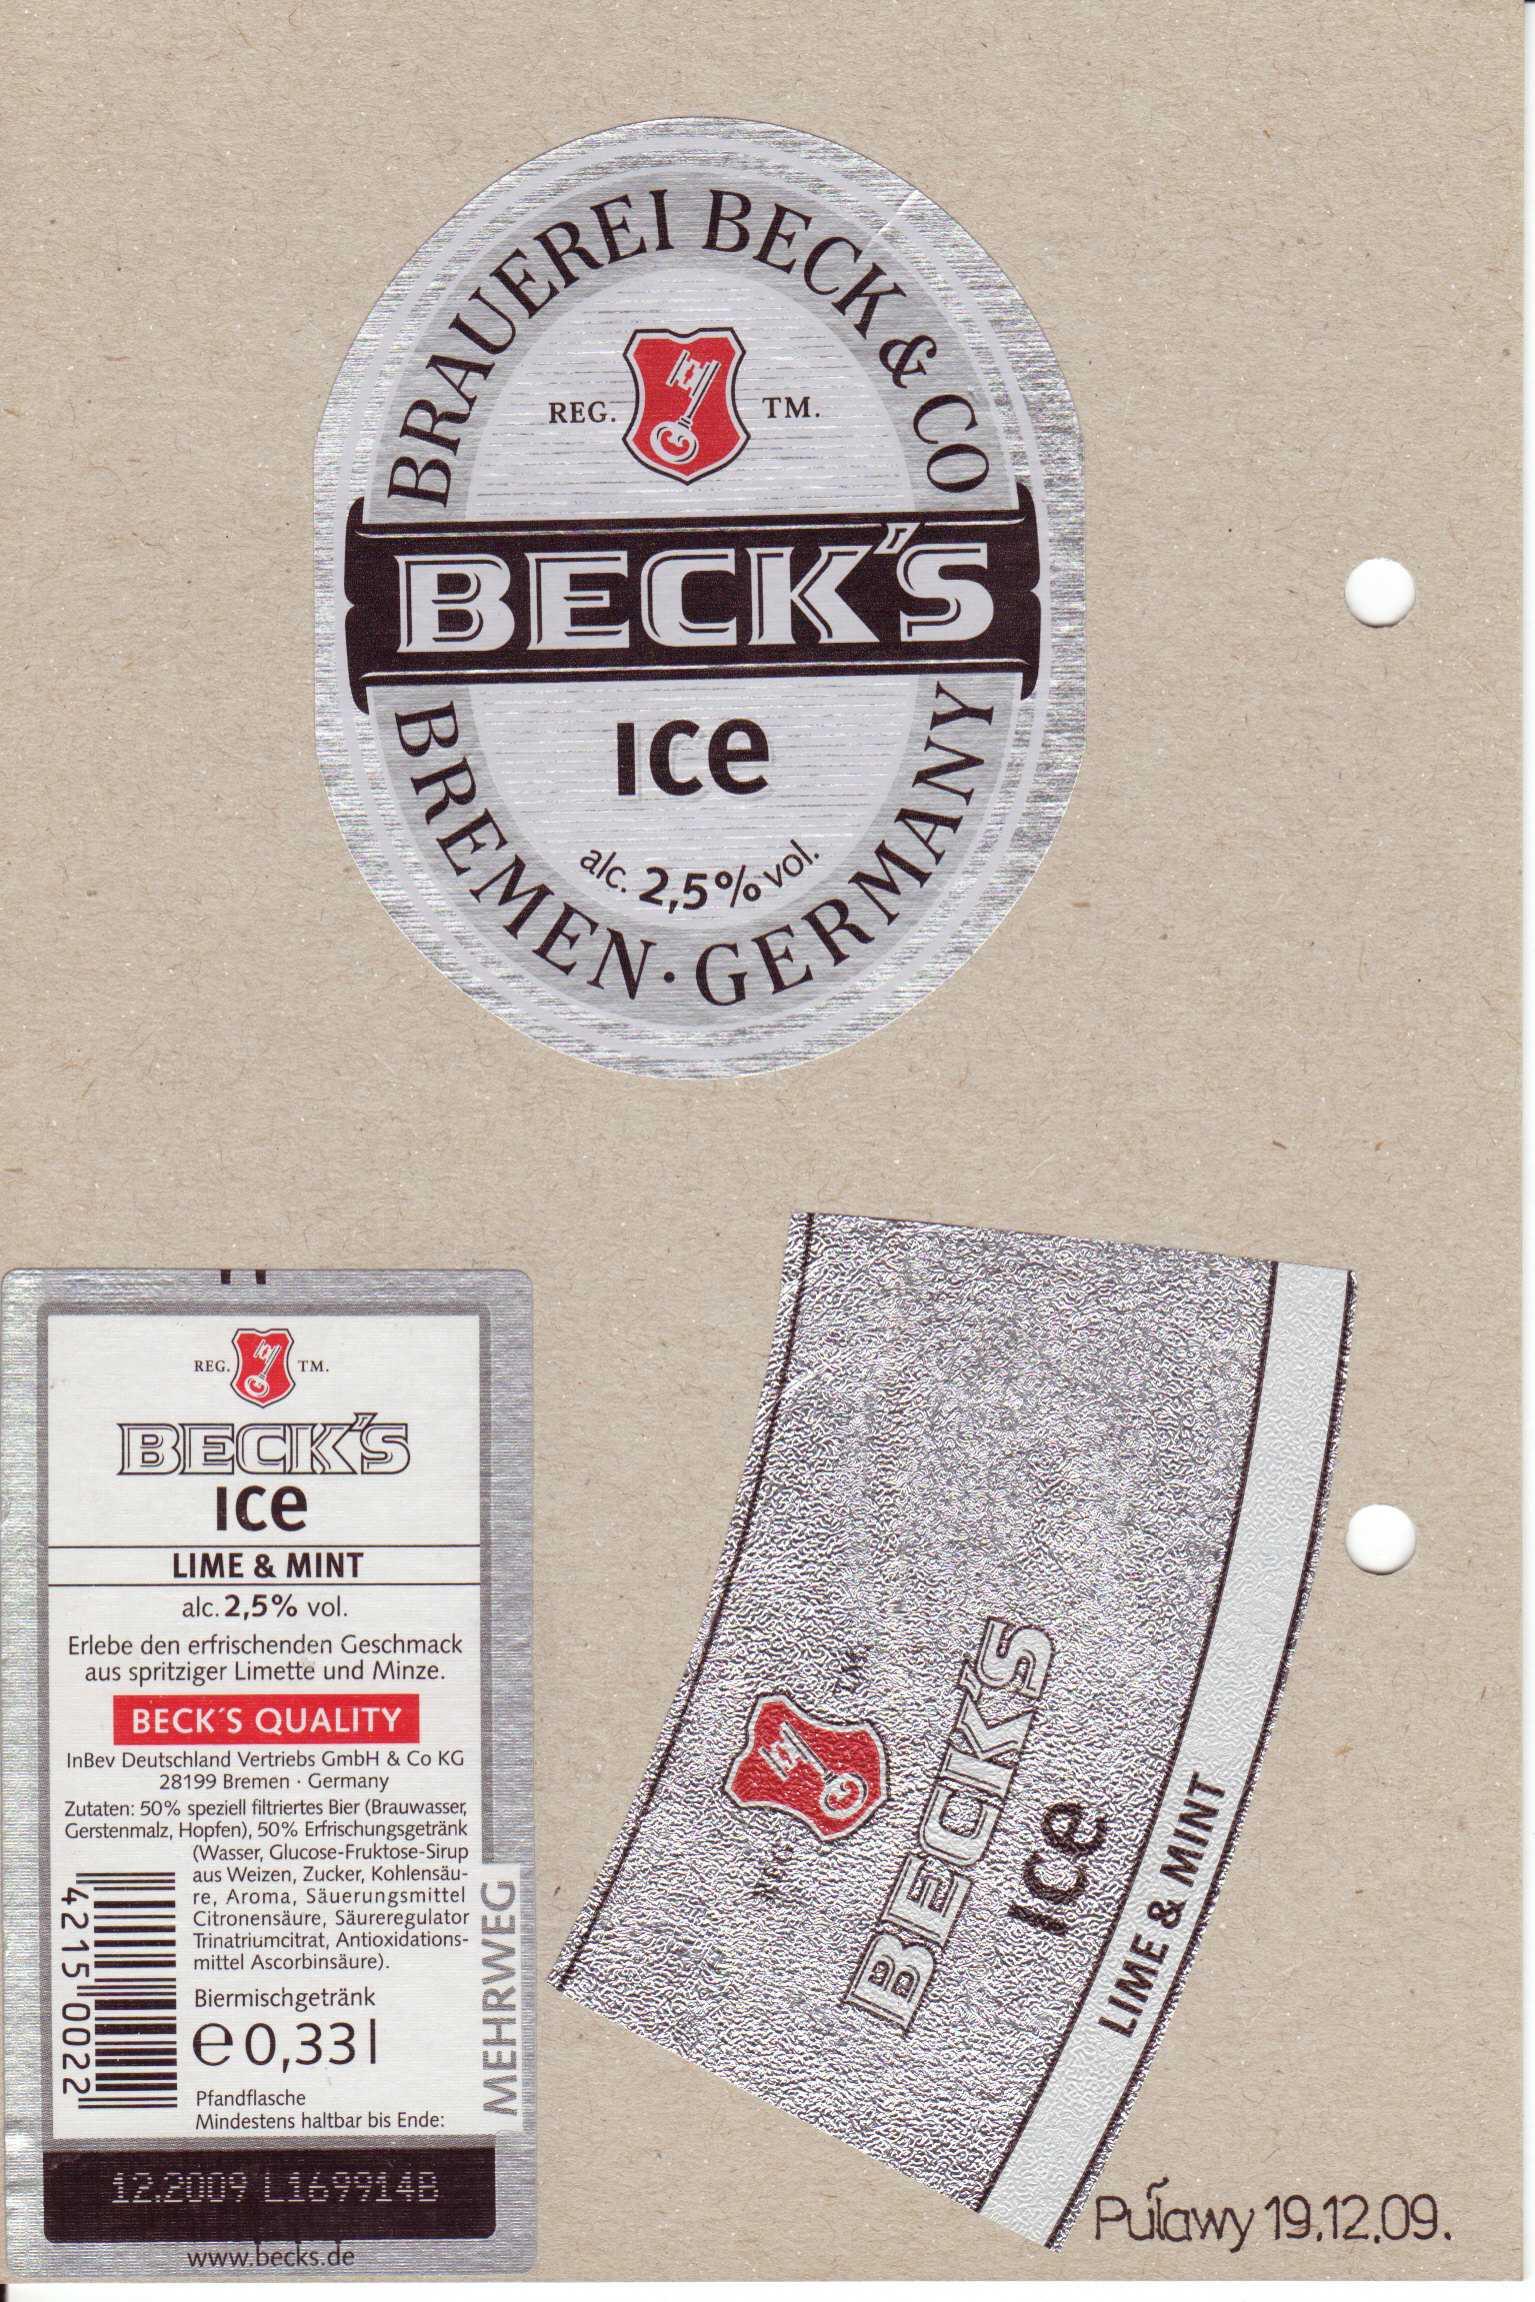 BRAUEREI BECK & CO
REG. TM.
BECK'S
ICe
alc. 2,5% vol.
BREMEN · GERMANY
REG. TM.
BECK'S
ICe
LIME & MINT
alc. 2,5% vol.
Erlebe den erfrischenden Geschmack
aus spritziger Limette und Minze.
BECK´S QUALITY
InBev Deutschland Vertriebs GmbH & Co KG
28199 Bremen · Germany
Zutaten: 50% speziell filtriertes Bier (Brauwasser,
Gerstenmalz, Hopfen), 50% Erfrischungsgetränk
(Wasser, Glucose-Fruktose-Sirup
aus Weizen, Zucker, Kohlensäu-
re, Aroma, Säuerungsmittel
Citronensäure, Säureregulator
Trinatriumcitrat, Antioxidations-
mittel Ascorbinsäure).
Biermischgetränk
e 0,33 l
Pfandflasche
Mindestens haltbar bis Ende:
4215 0022
MEHRWEG
12.2009 L169914B
www.becks.de
REG. TM.
BECK'S
ICe
LIME & MINT
Puławy 19.12.09.